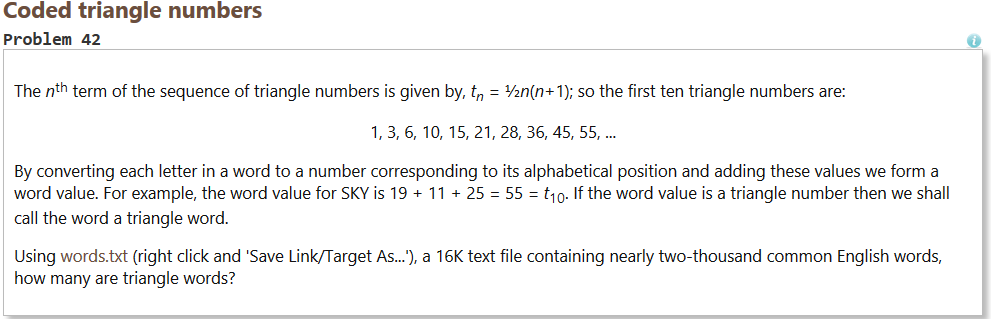 Coded triangle numbers
Problem 42
The nth term of the sequence of triangle numbers is given by, tn = ½n(n+1); so the first ten triangle numbers are:
1, 3, 6, 10, 15, 21, 28, 36, 45, 55, ...
By converting each letter in a word to a number corresponding to its alphabetical position and adding these values we form a
word value. For example, the word value for SKY is 19 + 11 + 25 = 55 = t10. If the word value is a triangle number then we shall
call the word a triangle word.
Using words.txt (right click and 'Save Link/Target As...'), a 16K text file containing nearly two-thousand common English words,
how many are triangle words?